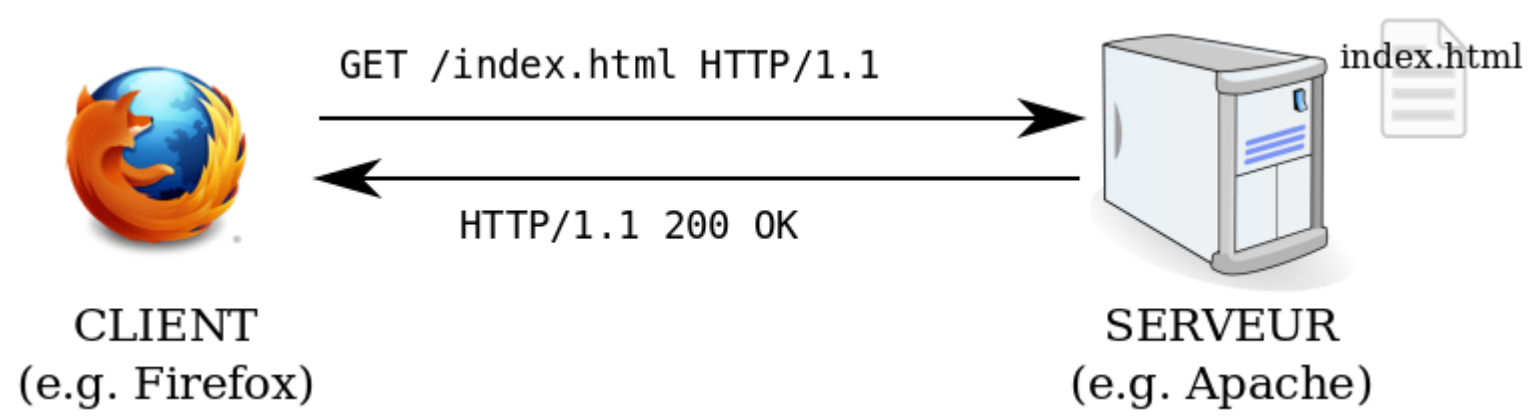 GET /index.html HTTP/1.1
index.html
HTTP/1.1 200 OK
CLIENT
(e.g. Firefox)
SERVEUR
(e.g. Apache)